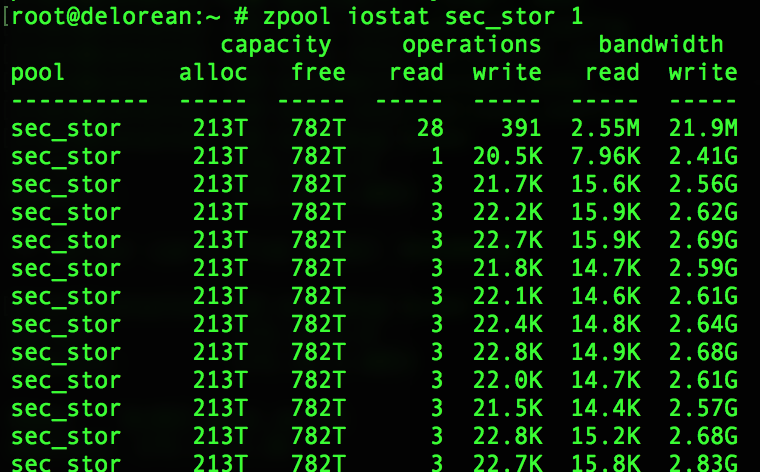 [root@delorean:~ # zpool iostat sec_stor 1
capacity operations bandwidth
pool alloc free read write read write
---------- ----- ----- ----- ----- ----- -----
sec_stor 213T 782T 28 391 2.55M 21.9M
sec_stor 213T 782T 1 20.5K 7.96K 2.41G
sec_stor 213T 782T 3 21.7K 15.6K 2.56G
sec_stor 213T 782T 3 22.2K 15.9K 2.62G
sec_stor 213T 782T 3 22.7K 15.9K 2.69G
sec_stor 213T 782T 3 21.8K 14.7K 2.59G
sec_stor 213T 782T 3 22.1K 14.6K 2.61G
sec_stor 213T 782T 3 22.4K 14.8K 2.64G
sec_stor 213T 782T 3 22.8K 14.9K 2.68G
sec_stor 213T 782T 3 22.0K 14.7K 2.61G
sec_stor 213T 782T 3 21.5K 14.4K 2.57G
sec_stor 213T 782T 3 22.8K 15.2K 2.68G
sec_stor 213T 782T 3 22.7K 15.8K 2.83G